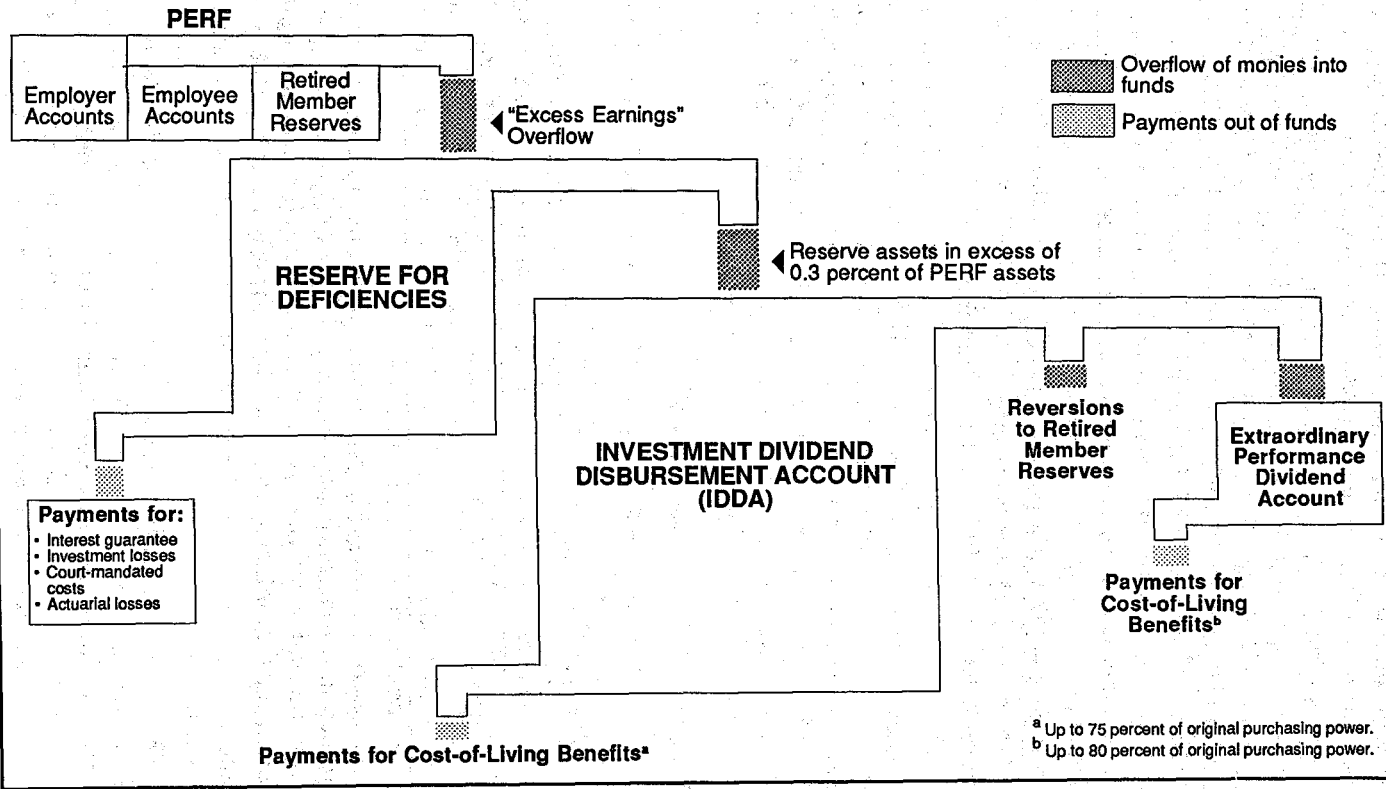 PERF
Employer
Accounts
Employee
Accounts
Retired
Member
Reserves
"Excess Earnings"
Overflow
Overflow of monies into
funds
Payments out of funds
RESERVE FOR
DEFICIENCIES
Reserve assets in excess of
0.3 percent of PERF assets
Payments for:
• Interest guarantee
• Investment losses
• Court-mandated
costs
• Actuarial losses
INVESTMENT DIVIDEND
DISBURSEMENT ACCOUNT
(IDDA)
Reversions
to Retired
Member
Reserves
Extraordinary
Performance
Dividend
Account
Payments for
Cost-of-Living
Benefitsᵇ
Payments for Cost-of-Living Benefitsᵃ
ᵃ Up to 75 percent of original purchasing power.
ᵇ Up to 80 percent of original purchasing power.